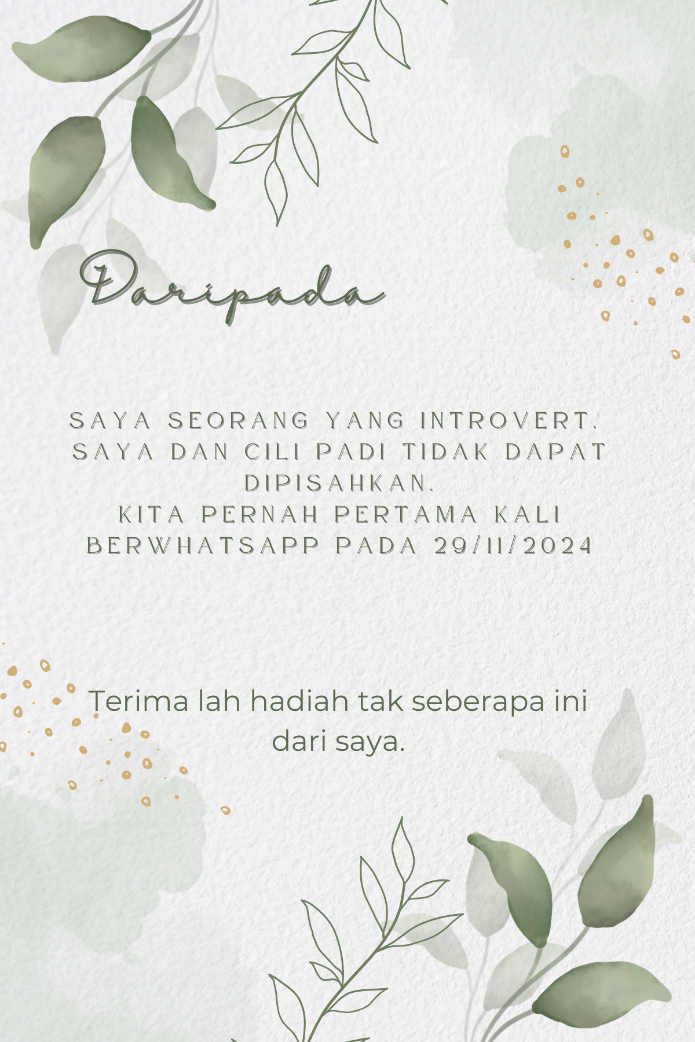 Daripada
SAYA SEORANG YANG INTROVERT.
SAYA DAN CILI PADI TIDAK DAPAT
DIPISAHKAN.
KITA PERNAH PERTAMA KALI
BERWHATSAPP PADA 29/11/2024
Terima lah hadiah tak seberapa ini
dari saya.